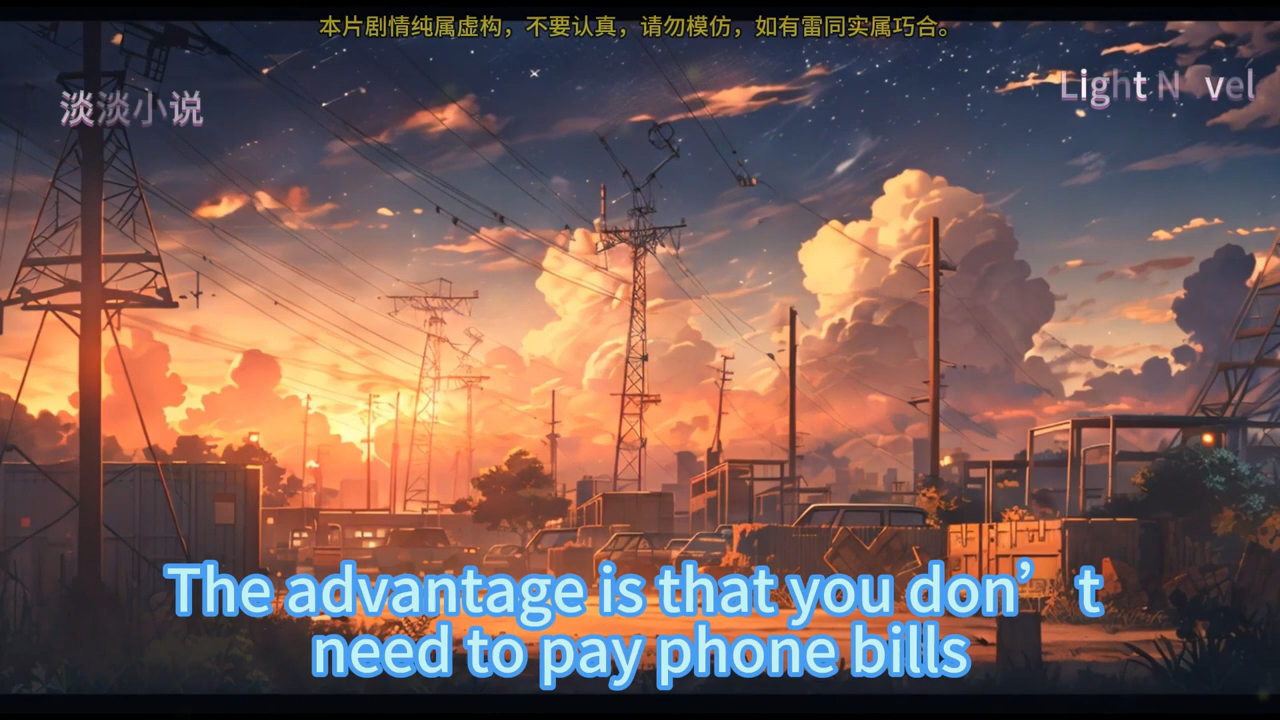 本片剧情纯属虚构，不要认真，请勿模仿，如有雷同实属巧合。
淡淡小说
Light N vel
The advantage is that you don’t
need to pay phone bills